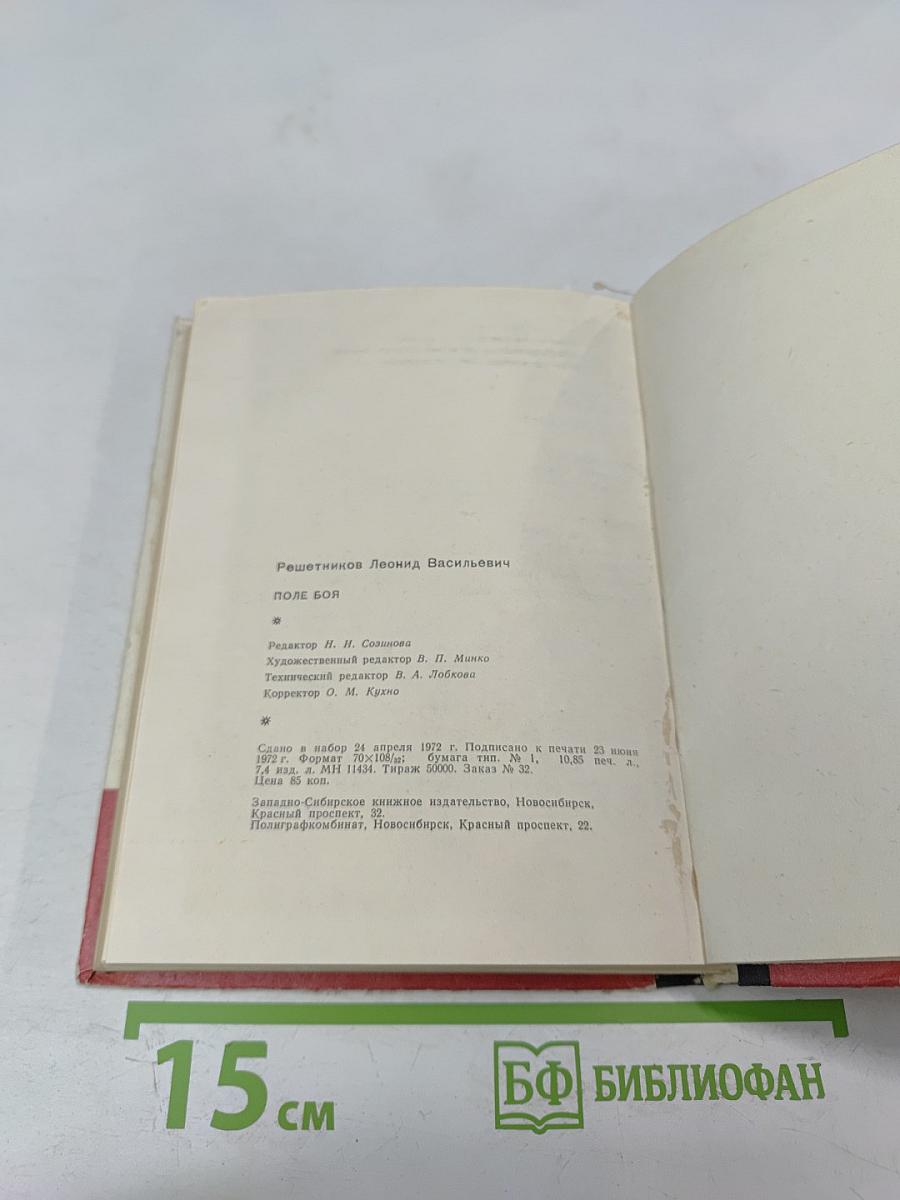 Решетников Леонид Васильевич
ПОЛЕ БОЯ
Редактор Н. Н. Созинова
Художественный редактор В. П. Минко
Технический редактор В. А. Лобкова
Корректор О. М. Кухно
Сдано в набор 24 апреля 1972 г. Подписано к печати 23 июня
1972 г. Формат 70×108/32; бумага тип. № 1, 10,85 печ. л.,
7,4 изд. л. МН 11434. Тираж 50000. Заказ № 32.
Цена 85 коп.
Западно-Сибирское книжное издательство, Новосибирск,
Красный проспект, 32.
Полиграфкомбинат, Новосибирск, Красный проспект, 22.
15 см
БФ БИБЛИОФАН